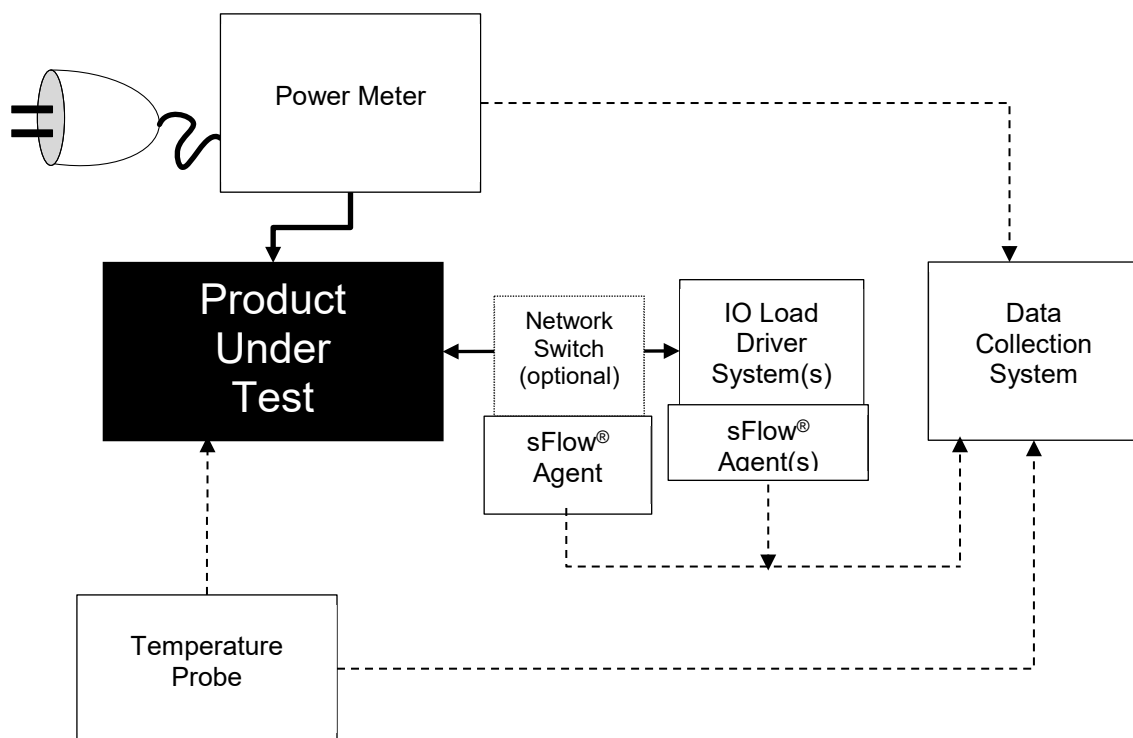 Power Meter
Product
Under
Test
Network
Switch
(optional)
sFlow®
Agent
IO Load
Driver
System(s)
sFlow®
Agent(s)
Data
Collection
System
Temperature
Probe